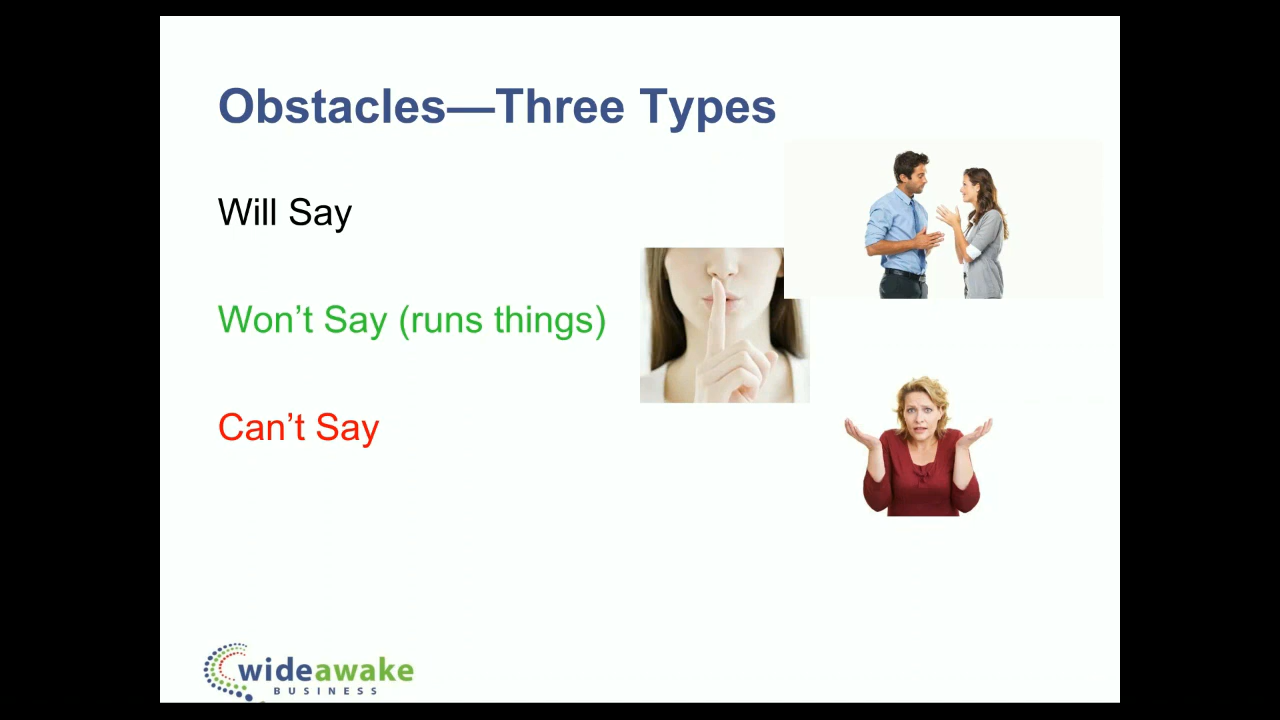 Obstacles—Three Types
Will Say
Won’t Say (runs things)
Can’t Say
wideawake
BUSINESS